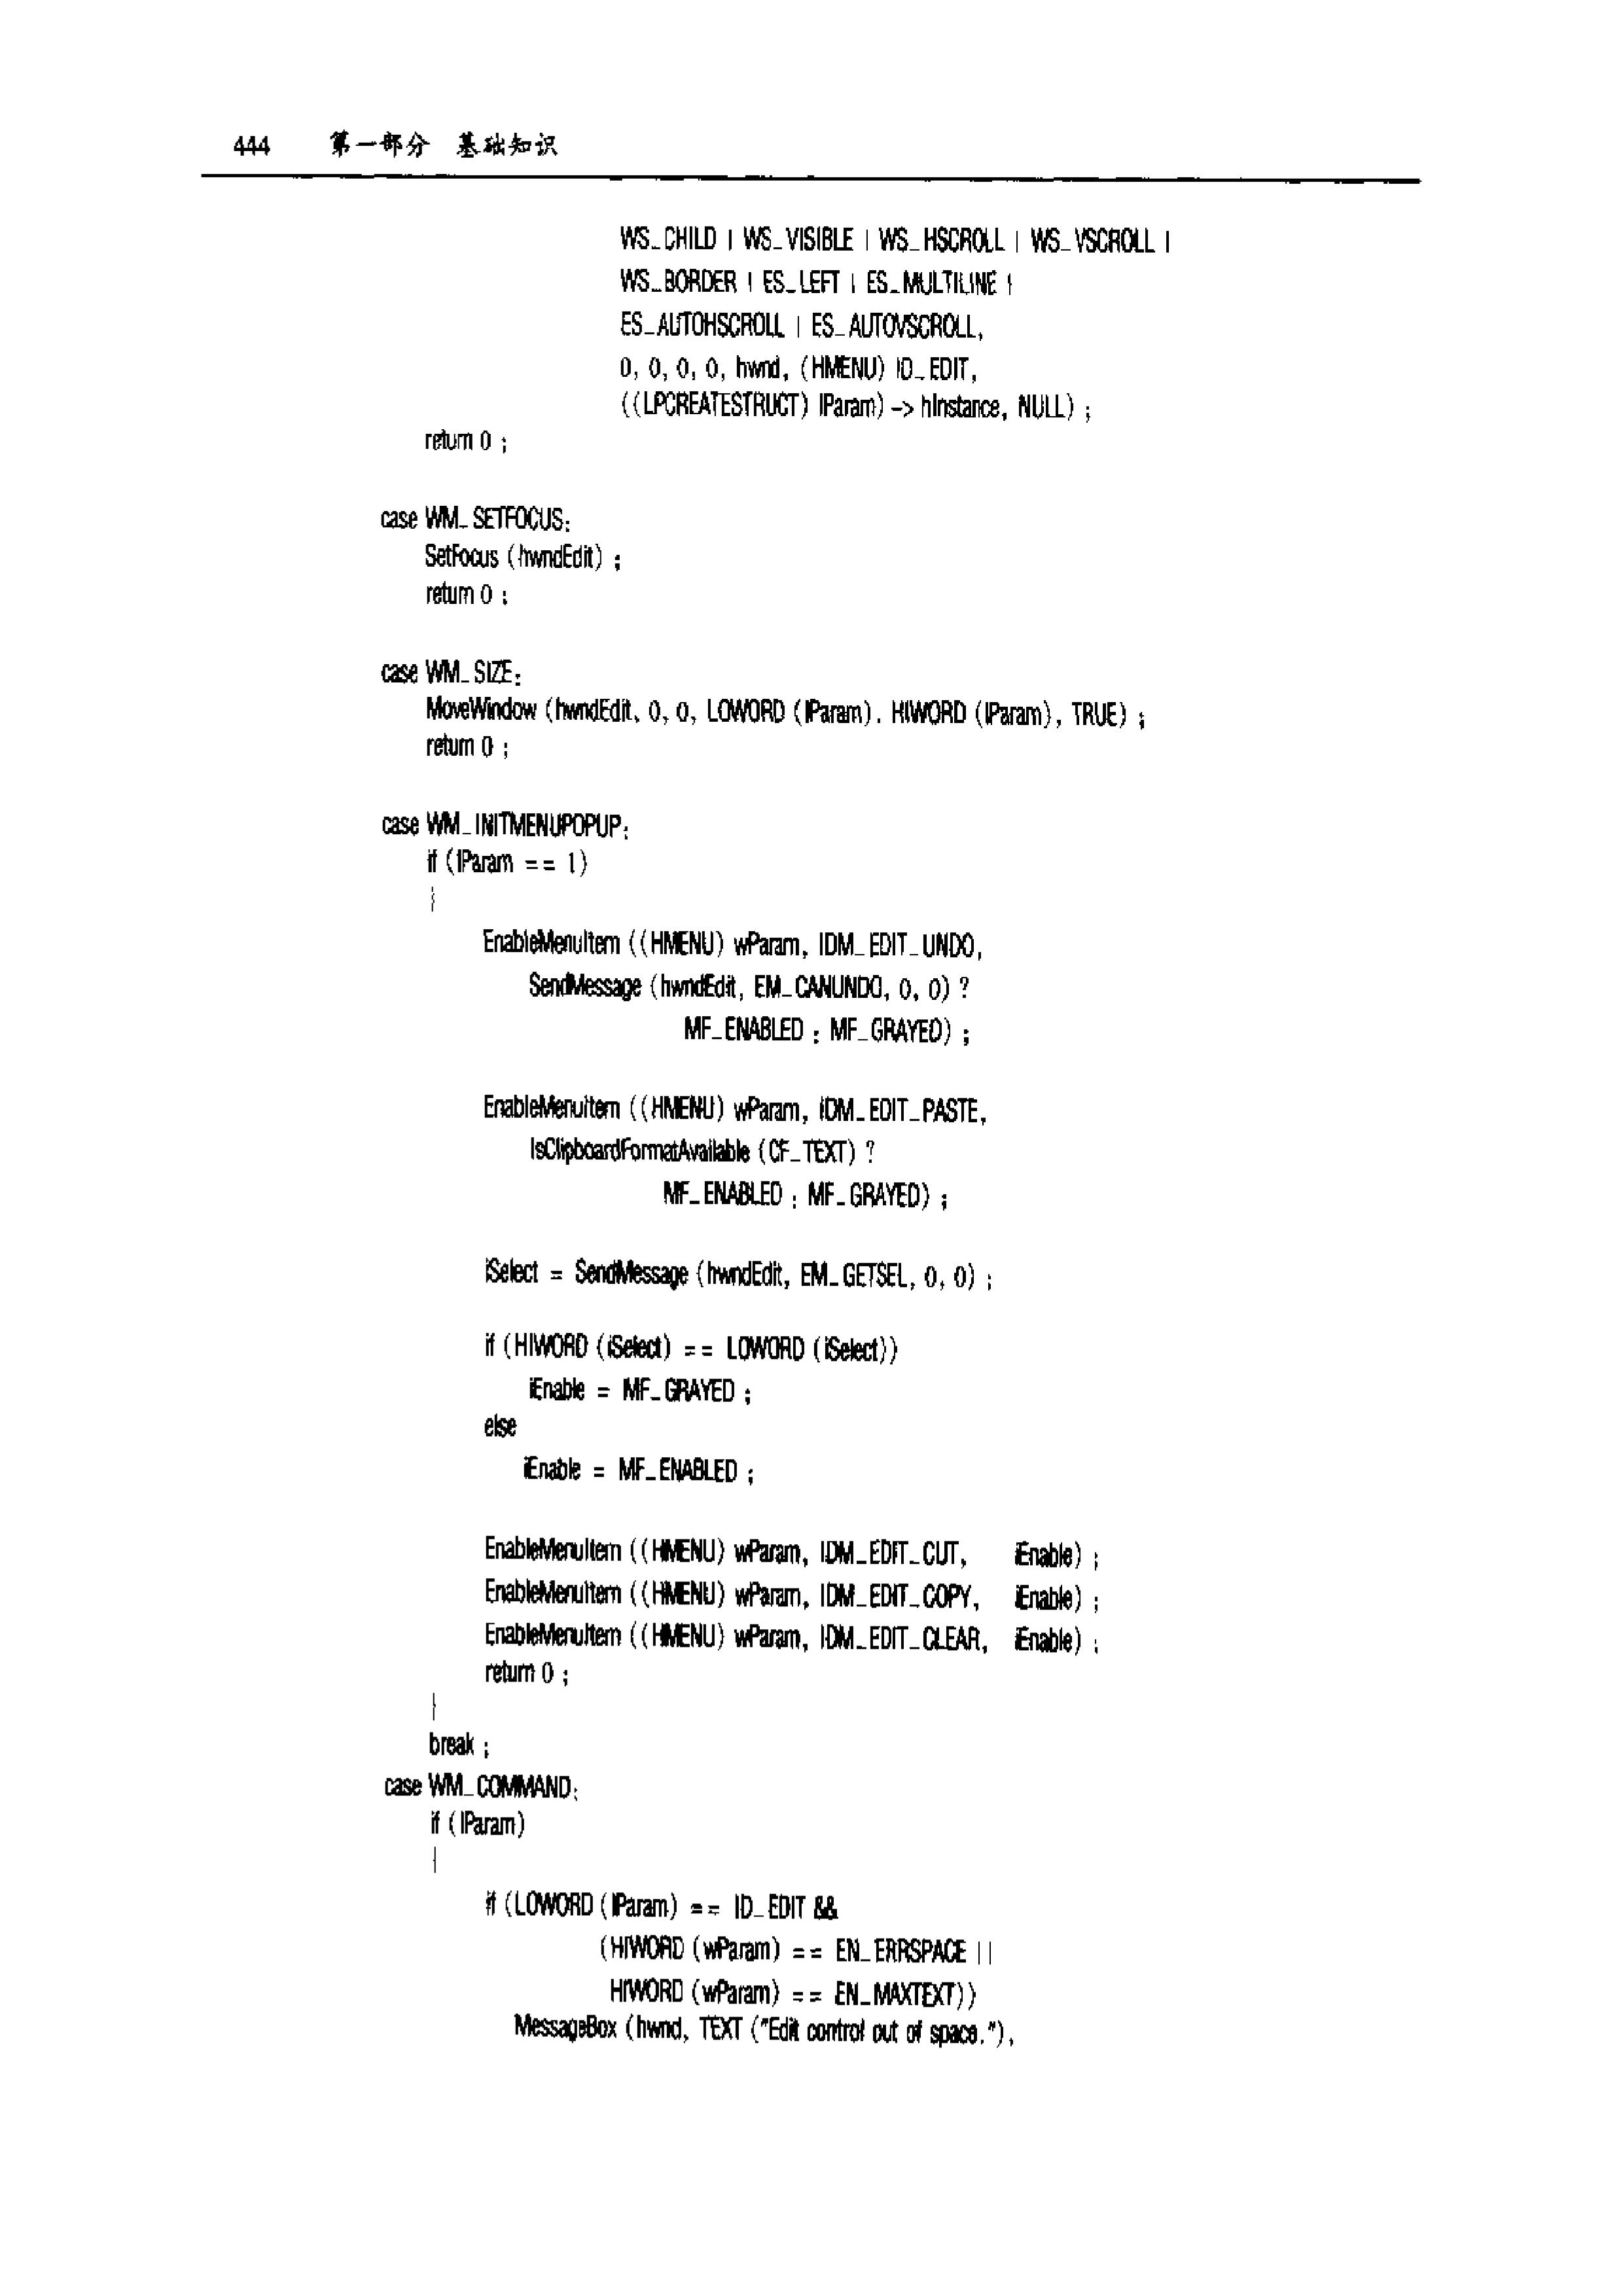 444 第一部分 基础知识
WS_CHILD | WS_VISIBLE | WS_HSCROLL | WS_VSCROLL |
WS_BORDER | ES_LEFT | ES_MULTILINE |
ES_AUTOHSCROLL | ES_AUTOVSCROLL,
0, 0, 0, 0, hwnd, (HMENU) ID_EDIT,
((LPCREATESTRUCT) lParam) -> hInstance, NULL) ;
return 0 ;
case WM_SETFOCUS:
SetFocus (hwndEdit) ;
return 0 ;
case WM_SIZE:
MoveWindow (hwndEdit, 0, 0, LOWORD (lParam), HIWORD (lParam), TRUE) ;
return 0 ;
case WM_INITMENUPOPUP:
if (lParam == 1)
{
EnableMenuItem ((HMENU) wParam, IDM_EDIT_UNDO,
SendMessage (hwndEdit, EM_CANUNDO, 0, 0) ?
MF_ENABLED : MF_GRAYED) ;
EnableMenuItem ((HMENU) wParam, IDM_EDIT_PASTE,
IsClipboardFormatAvailable (CF_TEXT) ?
MF_ENABLED : MF_GRAYED) ;
iSelect = SendMessage (hwndEdit, EM_GETSEL, 0, 0) ;
if (HIWORD (iSelect) == LOWORD (iSelect))
iEnable = MF_GRAYED ;
else
iEnable = MF_ENABLED ;
EnableMenuItem ((HMENU) wParam, IDM_EDIT_CUT, iEnable) ;
EnableMenuItem ((HMENU) wParam, IDM_EDIT_COPY, iEnable) ;
EnableMenuItem ((HMENU) wParam, IDM_EDIT_CLEAR, iEnable) ;
return 0 ;
}
break ;
case WM_COMMAND:
if (lParam)
{
if (LOWORD (lParam) == ID_EDIT &&
(HIWORD (wParam) == EN_ERRSPACE ||
HIWORD (wParam) == EN_MAXTEXT))
MessageBox (hwnd, TEXT ("Edit control out of space."),